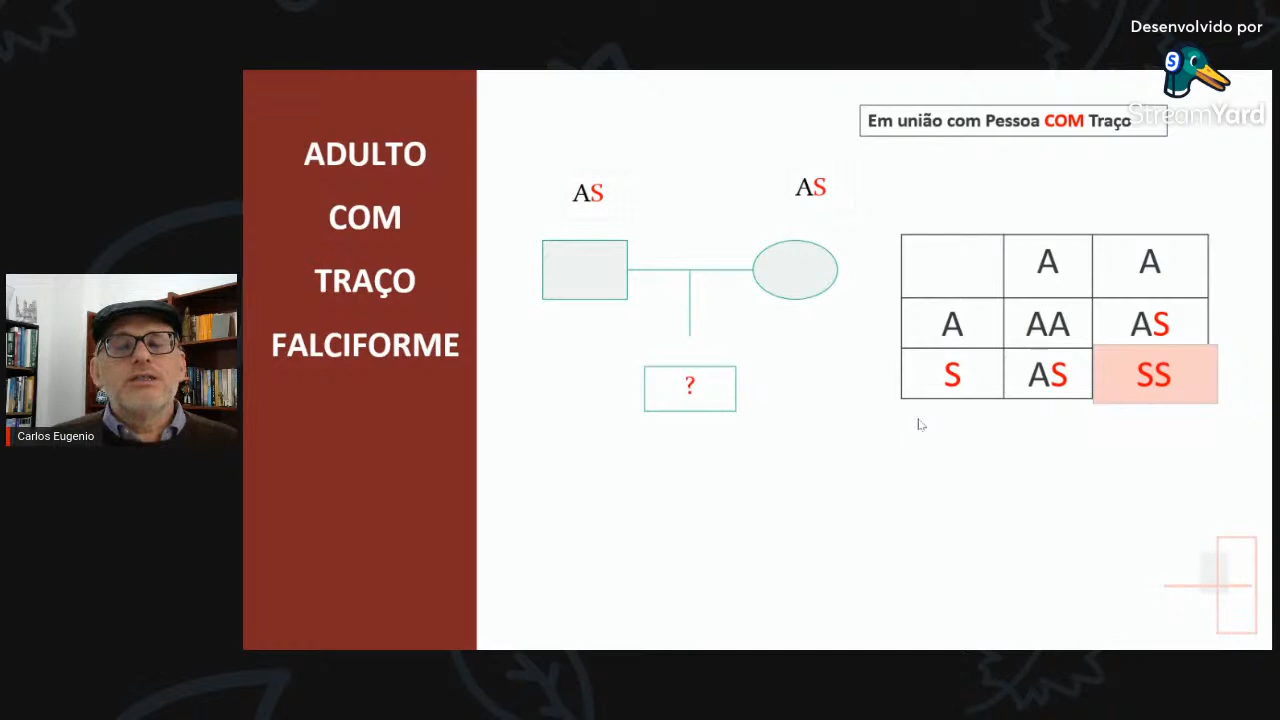 Desenvolvido por
StreamYard
ADULTO
COM
TRAÇO
FALCIFORME
Em união com Pessoa COM Traço
AS
AS
?
A A
A AA AS
S AS SS
Carlos Eugenio